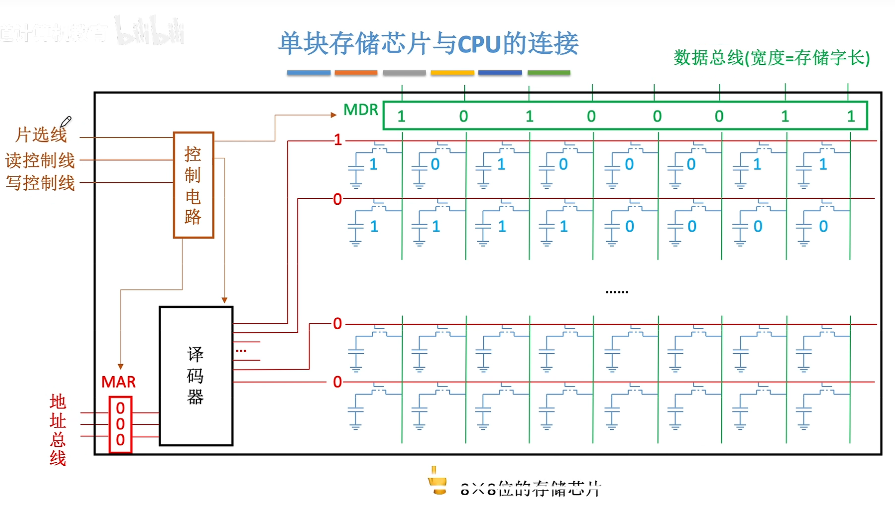 单块存储芯片与CPU的连接
数据总线(宽度=存储字长)
MDR 1 0 1 0 0 0 1 1
片选线
读控制线
写控制线
控制电路
1
1 0 1 0 0 0 1 1
0
1 1 1 1 0 0 0 0
......
0
0
译码器
...
MAR
地址总线
0
0
0
8×8位的存储芯片